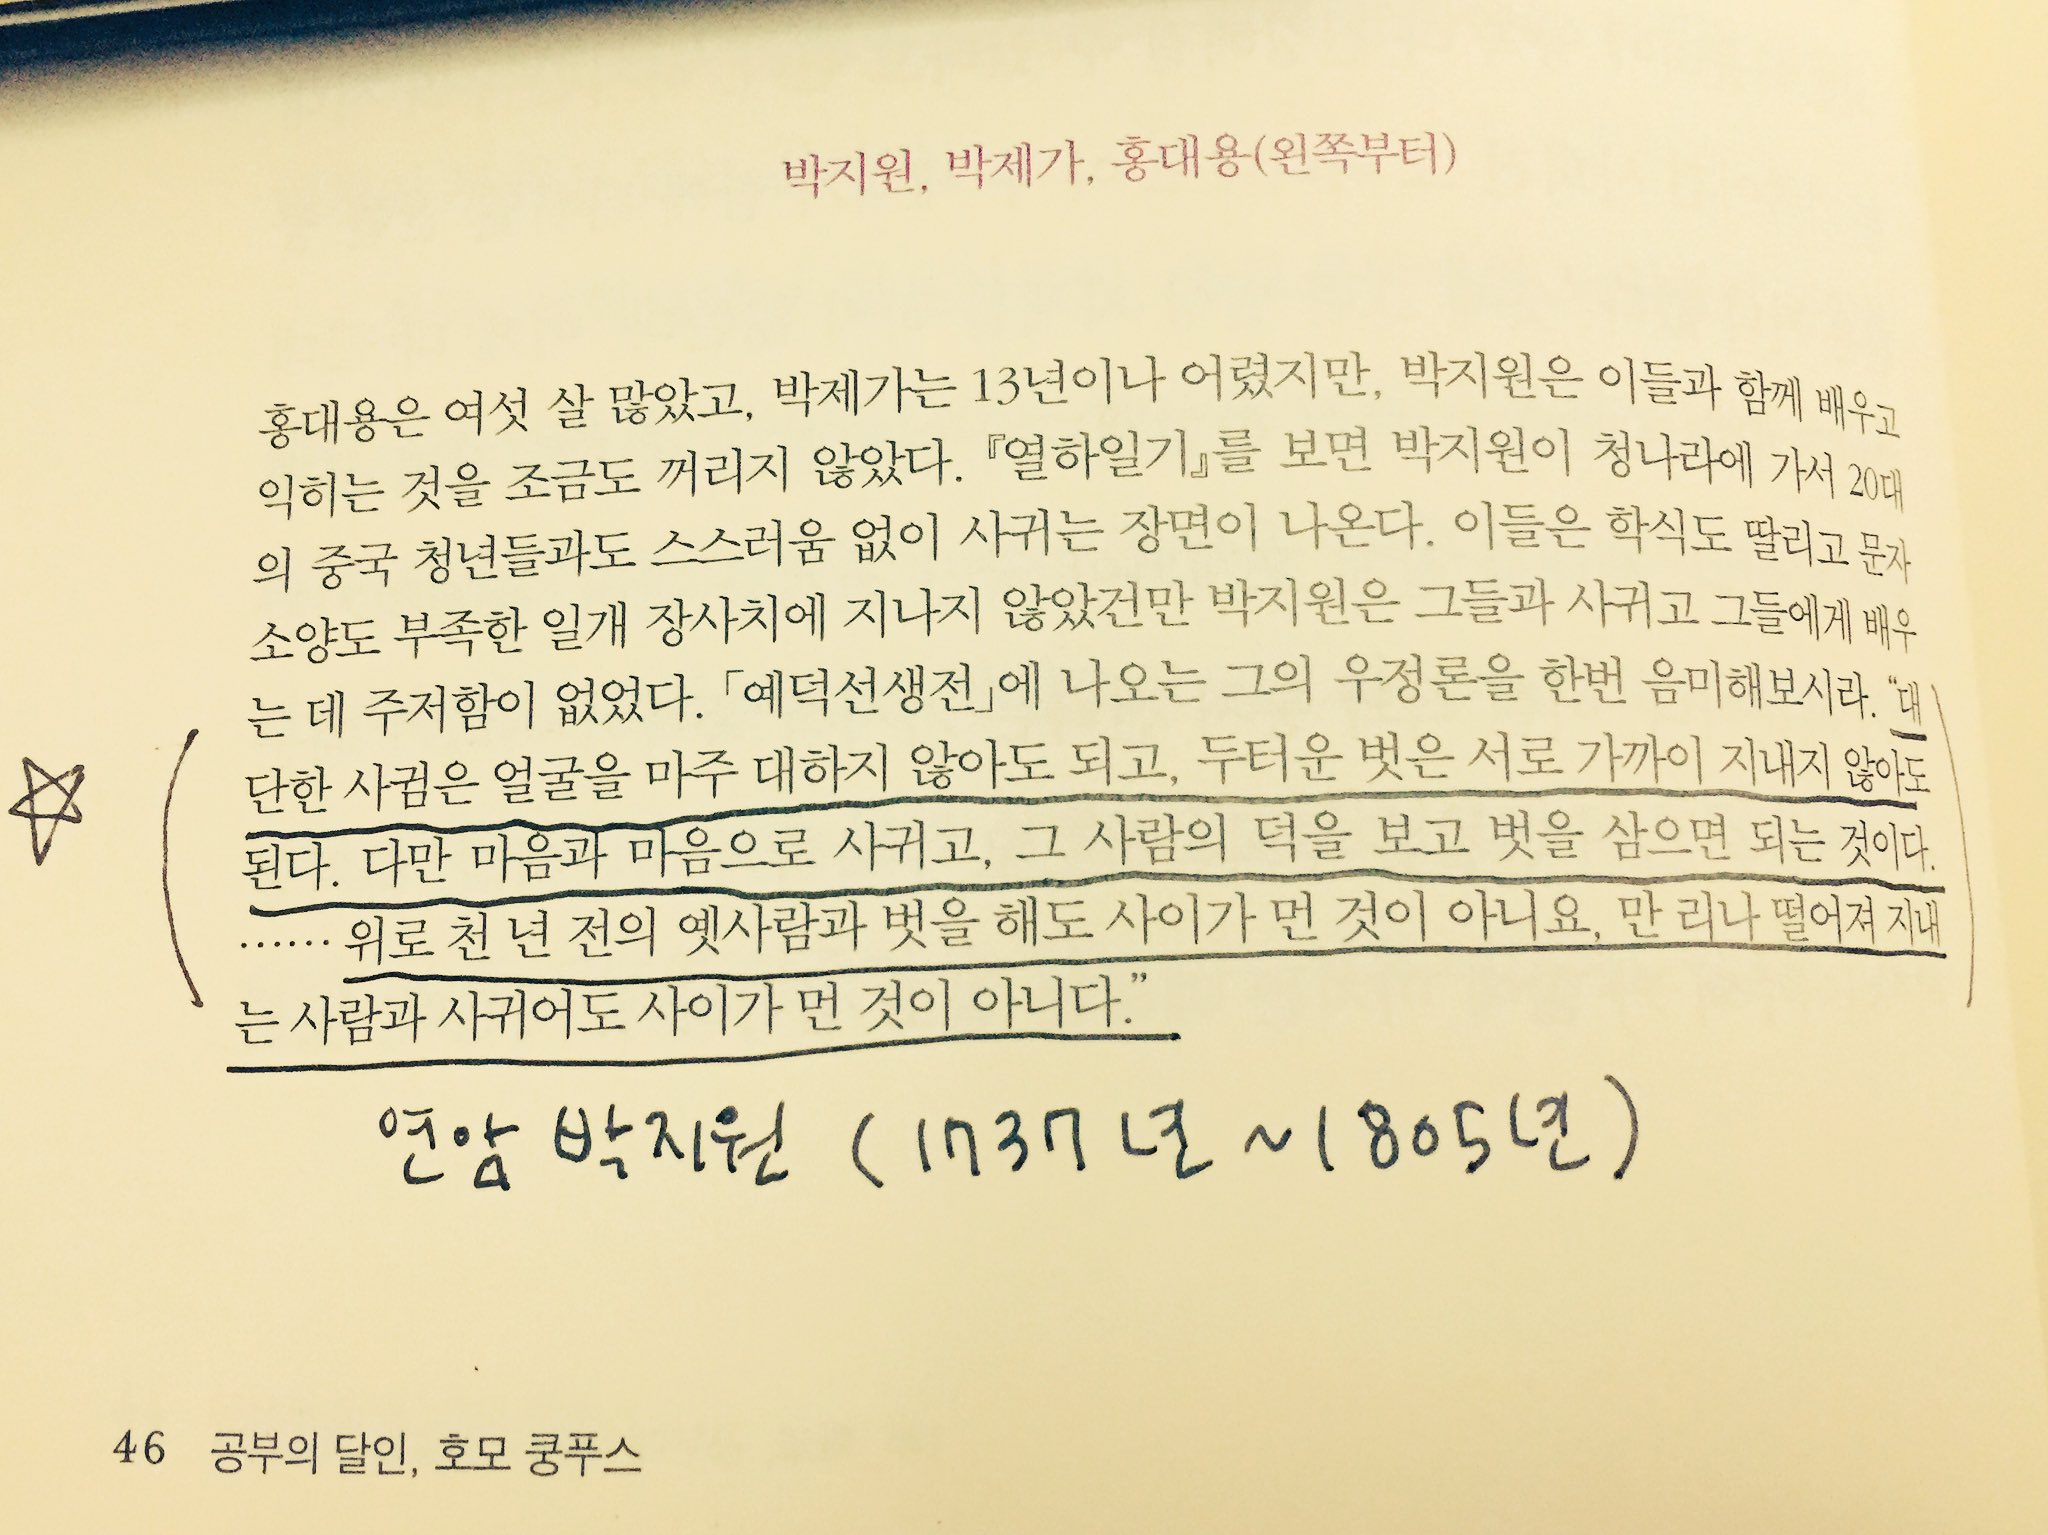 박지원, 박제가, 홍대용(왼쪽부터)
홍대용은 여섯 살 많았고, 박제가는 13년이나 어렸지만, 박지원은 이들과 함께 배우고
익히는 것을 조금도 꺼리지 않았다. 『열하일기』를 보면 박지원이 청나라에 가서 20대
의 중국 청년들과도 스스러움 없이 사귀는 장면이 나온다. 이들은 학식도 딸리고 문자
소양도 부족한 일개 장사치에 지나지 않았건만 박지원은 그들과 사귀고 그들에게 배우
는 데 주저함이 없었다. 「예덕선생전」에 나오는 그의 우정론을 한번 음미해보시라. “대
단한 사귐은 얼굴을 마주 대하지 않아도 되고, 두터운 벗은 서로 가까이 지내지 않아도
된다. 다만 마음과 마음으로 사귀고, 그 사람의 덕을 보고 벗을 삼으면 되는 것이다.
…… 위로 천 년 전의 옛사람과 벗을 해도 사이가 먼 것이 아니요, 만 리나 떨어져 지내
는 사람과 사귀어도 사이가 먼 것이 아니다.”
연암 박지원 (1737년 ~ 1805년)
46 공부의 달인, 호모 쿵푸스